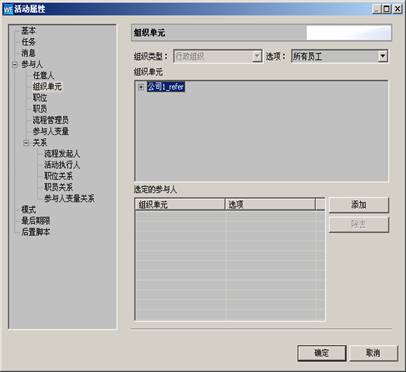 活动属性
基本
任务
消息
参与人
任意人
组织单元
职位
职员
流程管理员
参与人变量
关系
流程发起人
活动执行人
职位关系
职员关系
参与人变量关系
模式
最后期限
后置脚本
组织单元
组织类型： 行政组织 选项： 所有员工
组织单元
公司1_refer
选定的参与人
组织单元 选项
添加
确定 取消